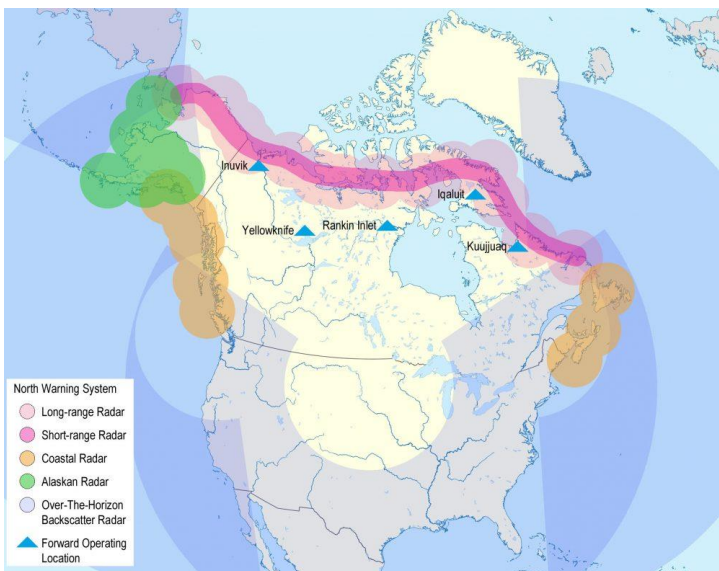 Inuvik
Iqaluit
Yellowknife
Rankin Inlet
Kuujjuaq
North Warning System
Long-range Radar
Short-range Radar
Coastal Radar
Alaskan Radar
Over-The-Horizon
Backscatter Radar
Forward Operating
Location